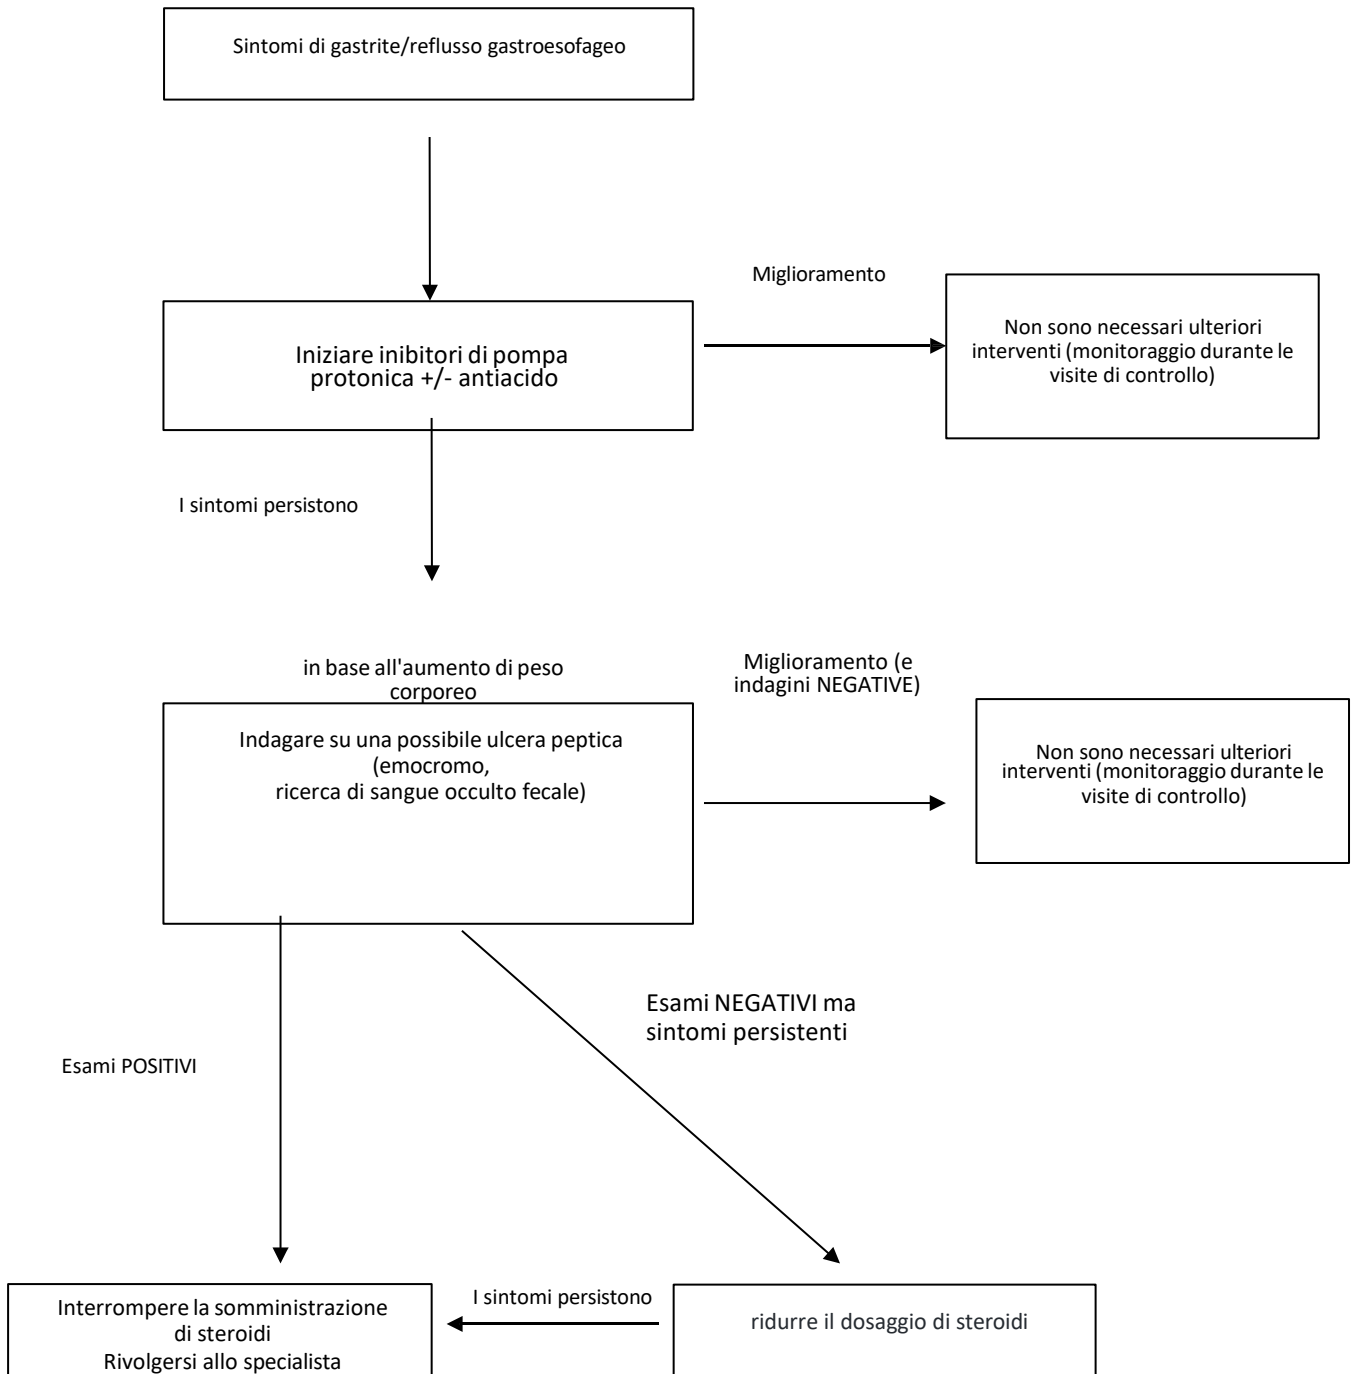 Sintomi di gastrite/reflusso gastroesofageo
Miglioramento
Iniziare inibitori di pompa
protonica +/- antiacido
Non sono necessari ulteriori
interventi (monitoraggio durante le
visite di controllo)
I sintomi persistono
in base all'aumento di peso
corporeo
Miglioramento (e
indagini NEGATIVE)
Indagare su una possibile ulcera peptica
(emocromo,
ricerca di sangue occulto fecale)
Non sono necessari ulteriori
interventi (monitoraggio durante le
visite di controllo)
Esami NEGATIVI ma
sintomi persistenti
Esami POSITIVI
Interrompere la somministrazione
di steroidi
Rivolgersi allo specialista
I sintomi persistono
ridurre il dosaggio di steroidi